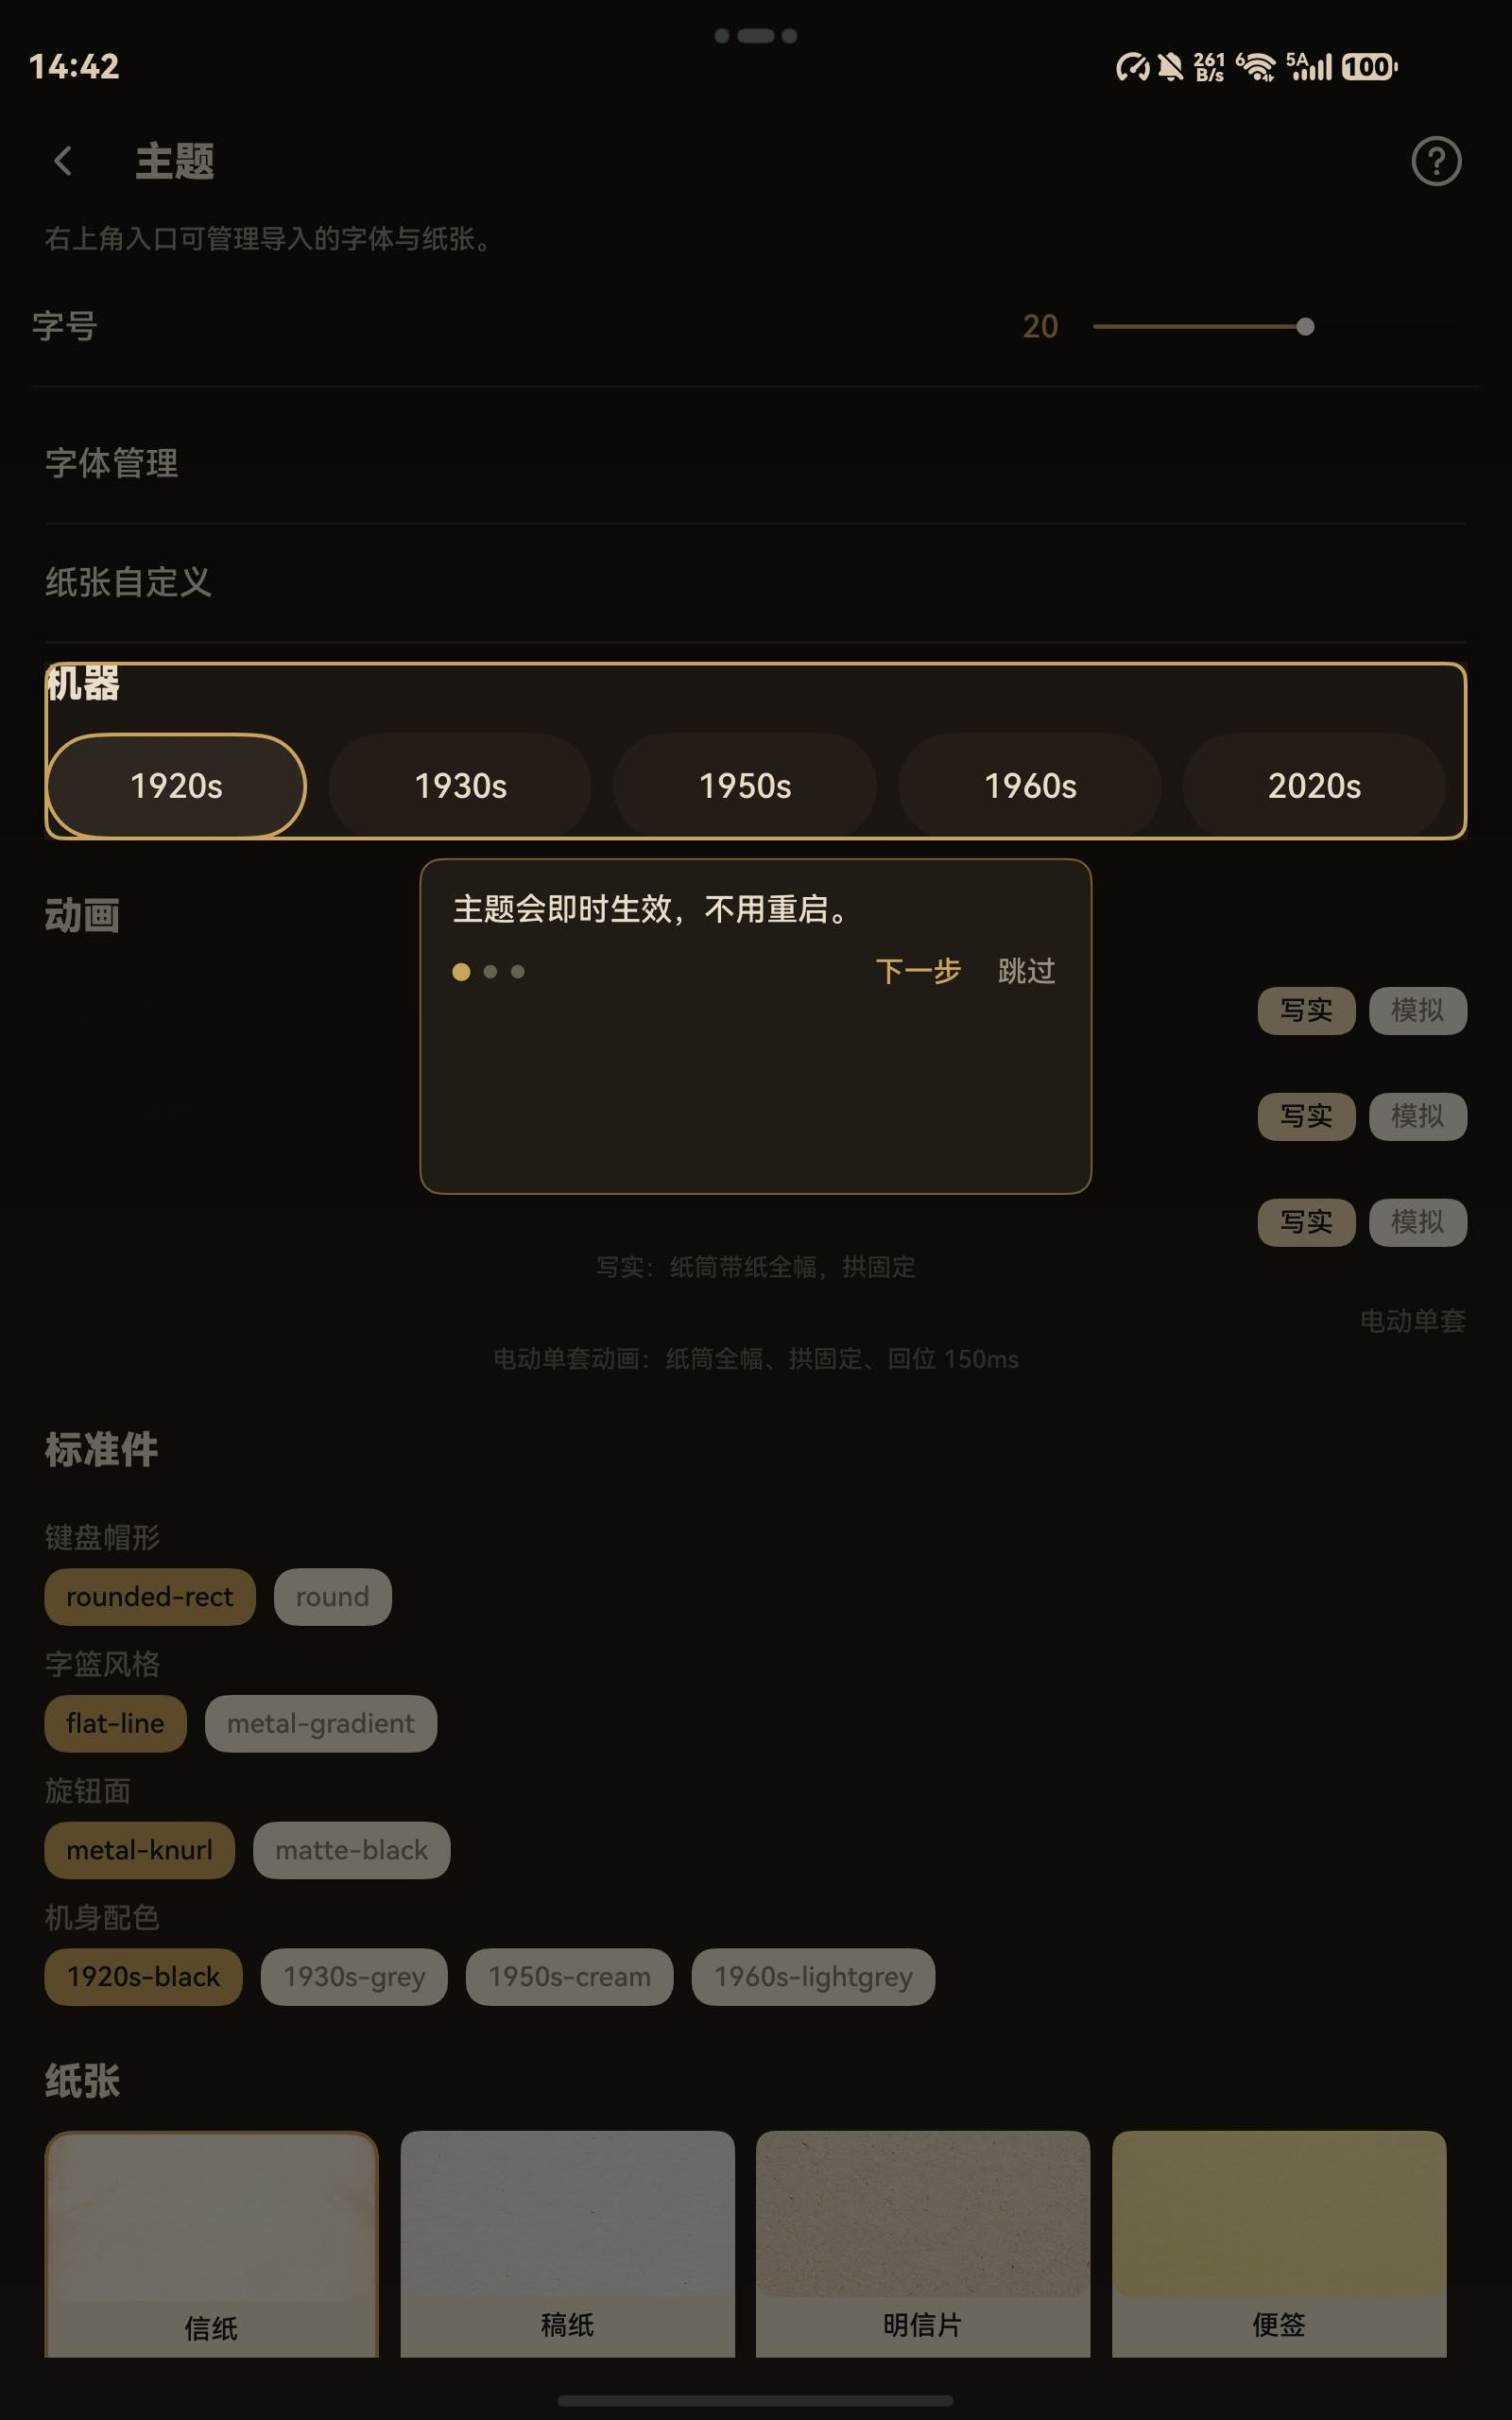 14:42
261 B/s 6 5A 100
主题
右上角入口可管理导入的字体与纸张。
字号 20
字体管理
纸张自定义
机器
1920s 1930s 1950s 1960s 2020s
主题会即时生效，不用重启。
下一步 跳过
动画
写实 模拟
写实 模拟
写实 模拟
写实：纸筒带纸全幅，拱固定
电动单套
电动单套动画：纸筒全幅、拱固定、回位 150ms
标准件
键盘帽形
rounded-rect round
字篮风格
flat-line metal-gradient
旋钮面
metal-knurl matte-black
机身配色
1920s-black 1930s-grey 1950s-cream 1960s-lightgrey
纸张
信纸 稿纸 明信片 便签